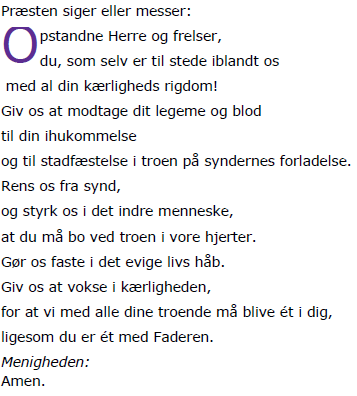 Præsten siger eller messer:
Opstandne Herre og frelser,
du, som selv er til stede iblandt os
med al din kærligheds rigdom!
Giv os at modtage dit legeme og blod
til din ihukommelse
og til stadfæstelse i troen på syndernes forladelse.
Rens os fra synd,
og styrk os i det indre menneske,
at du må bo ved troen i vore hjerter.
Gør os faste i det evige livs håb.
Giv os at vokse i kærligheden,
for at vi med alle dine troende må blive ét i dig,
ligesom du er ét med Faderen.
Menigheden:
Amen.